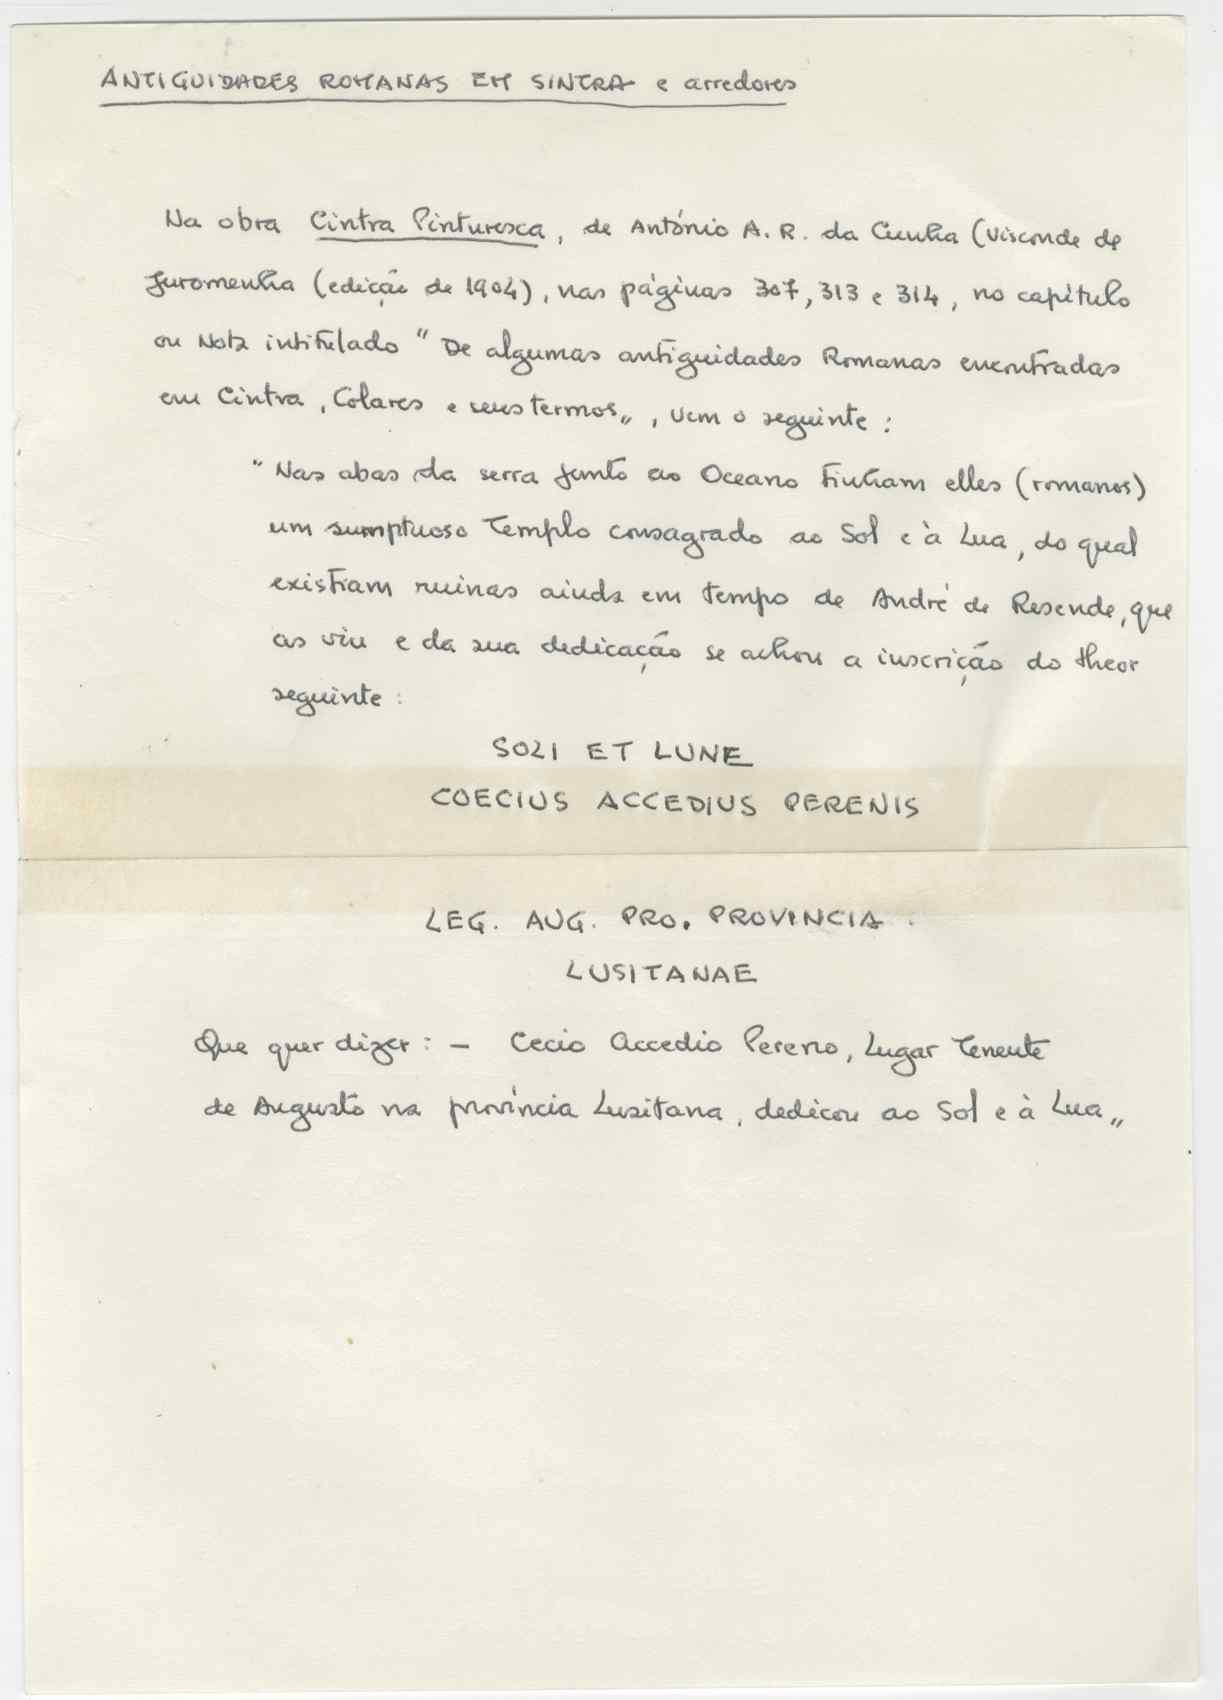 ANTIGUIDADES ROMANAS EM SINTRA e arredores
Na obra Cintra Pinturesca, de António A. R. da Cunha (Visconde de
Juromenha (edição de 1904), nas páginas 307, 313 e 314, no capítulo
ou Nota intitulado "De algumas antiguidades Romanas encontradas
em Cintra, Colares e seus termos„, vem o seguinte:
"Nas abas da serra junto ao Oceano tinham elles (romanos)
um sumptuoso Templo consagrado ao Sol e à Lua, do qual
existiam ruinas ainda em tempo de André de Resende, que
as viu e da sua dedicação se achou a inscrição do theor
seguinte:
SOLI ET LUNE
COECIUS ACCEDIUS PERENIS
LEG. AUG. PRO. PROVINCIA.
LUSITANAE
Que quer dizer: - Cecio Accedio Pereno, Lugar Tenente
de Augusto na província Lusitana, dedicou ao Sol e à Lua„